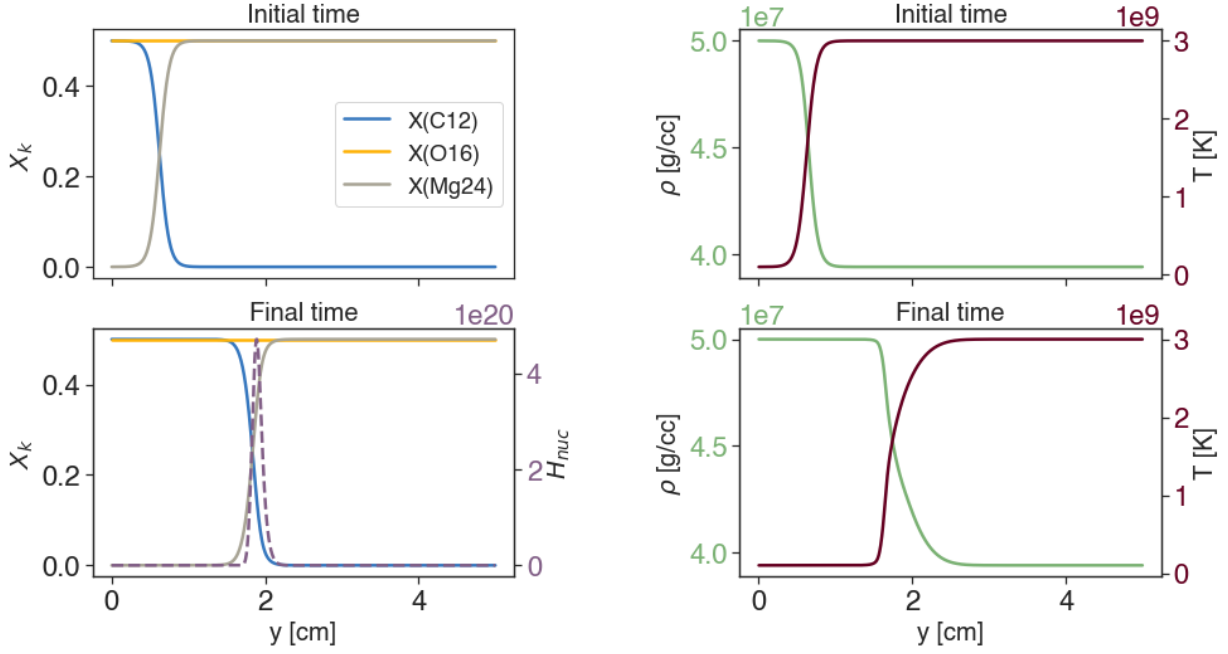 Initial time
0.4
0.2
0.0
X_k
X(C12)
X(O16)
X(Mg24)
Initial time
1e7
1e9
5.0
4.5
4.0
ρ [g/cc]
3
2
1
0
T [K]
Final time
1e20
0.4
0.2
0.0
X_k
4
2
0
H_nuc
0 2 4
y [cm]
Final time
1e7
1e9
5.0
4.5
4.0
ρ [g/cc]
3
2
1
0
T [K]
0 2 4
y [cm]